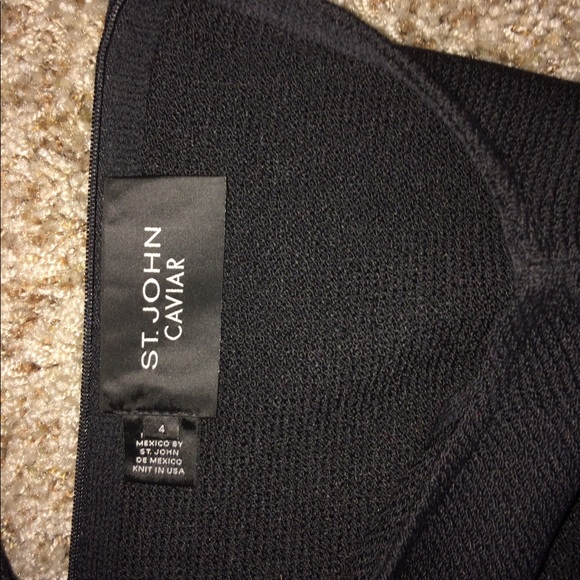 ST. JOHN
CAVIAR
4
MEXICO BY
ST. JOHN
DE MEXICO
KNIT IN USA